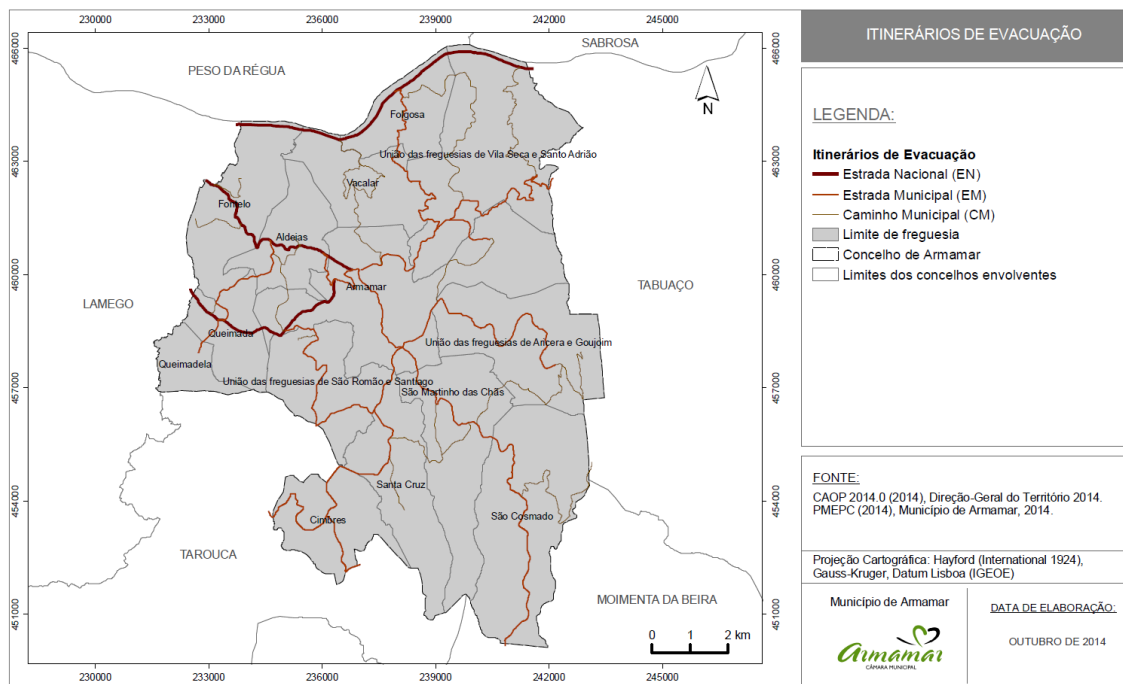 230000 233000 236000 239000 242000 245000
466000 466000
463000 463000
460000 460000
457000 457000
454000 454000
451000 451000
SABROSA
PESO DA RÉGUA
N
Folgosa
União das freguesias de Vila Seca e Santo Adrião
Vacalar
Fontelo
Aldeias
Armamar
TABUAÇO
LAMEGO
Queimada
União das freguesias de Aricera e Goujoim
Queimadela
União das freguesias de São Romão e Santiago
São Martinho das Chãs
Santa Cruz
São Cosmado
Cimbres
TAROUCA
MOIMENTA DA BEIRA
0 1 2 km
230000 233000 236000 239000 242000 245000
ITINERÁRIOS DE EVACUAÇÃO
LEGENDA:
Itinerários de Evacuação
Estrada Nacional (EN)
Estrada Municipal (EM)
Caminho Municipal (CM)
Limite de freguesia
Concelho de Armamar
Limites dos concelhos envolventes
FONTE:
CAOP 2014.0 (2014), Direção-Geral do Território 2014.
PMEPC (2014), Município de Armamar, 2014.
Projeção Cartográfica: Hayford (International 1924),
Gauss-Kruger, Datum Lisboa (IGEOE)
Município de Armamar
Armamar
CÂMARA MUNICIPAL
DATA DE ELABORAÇÃO:
OUTUBRO DE 2014